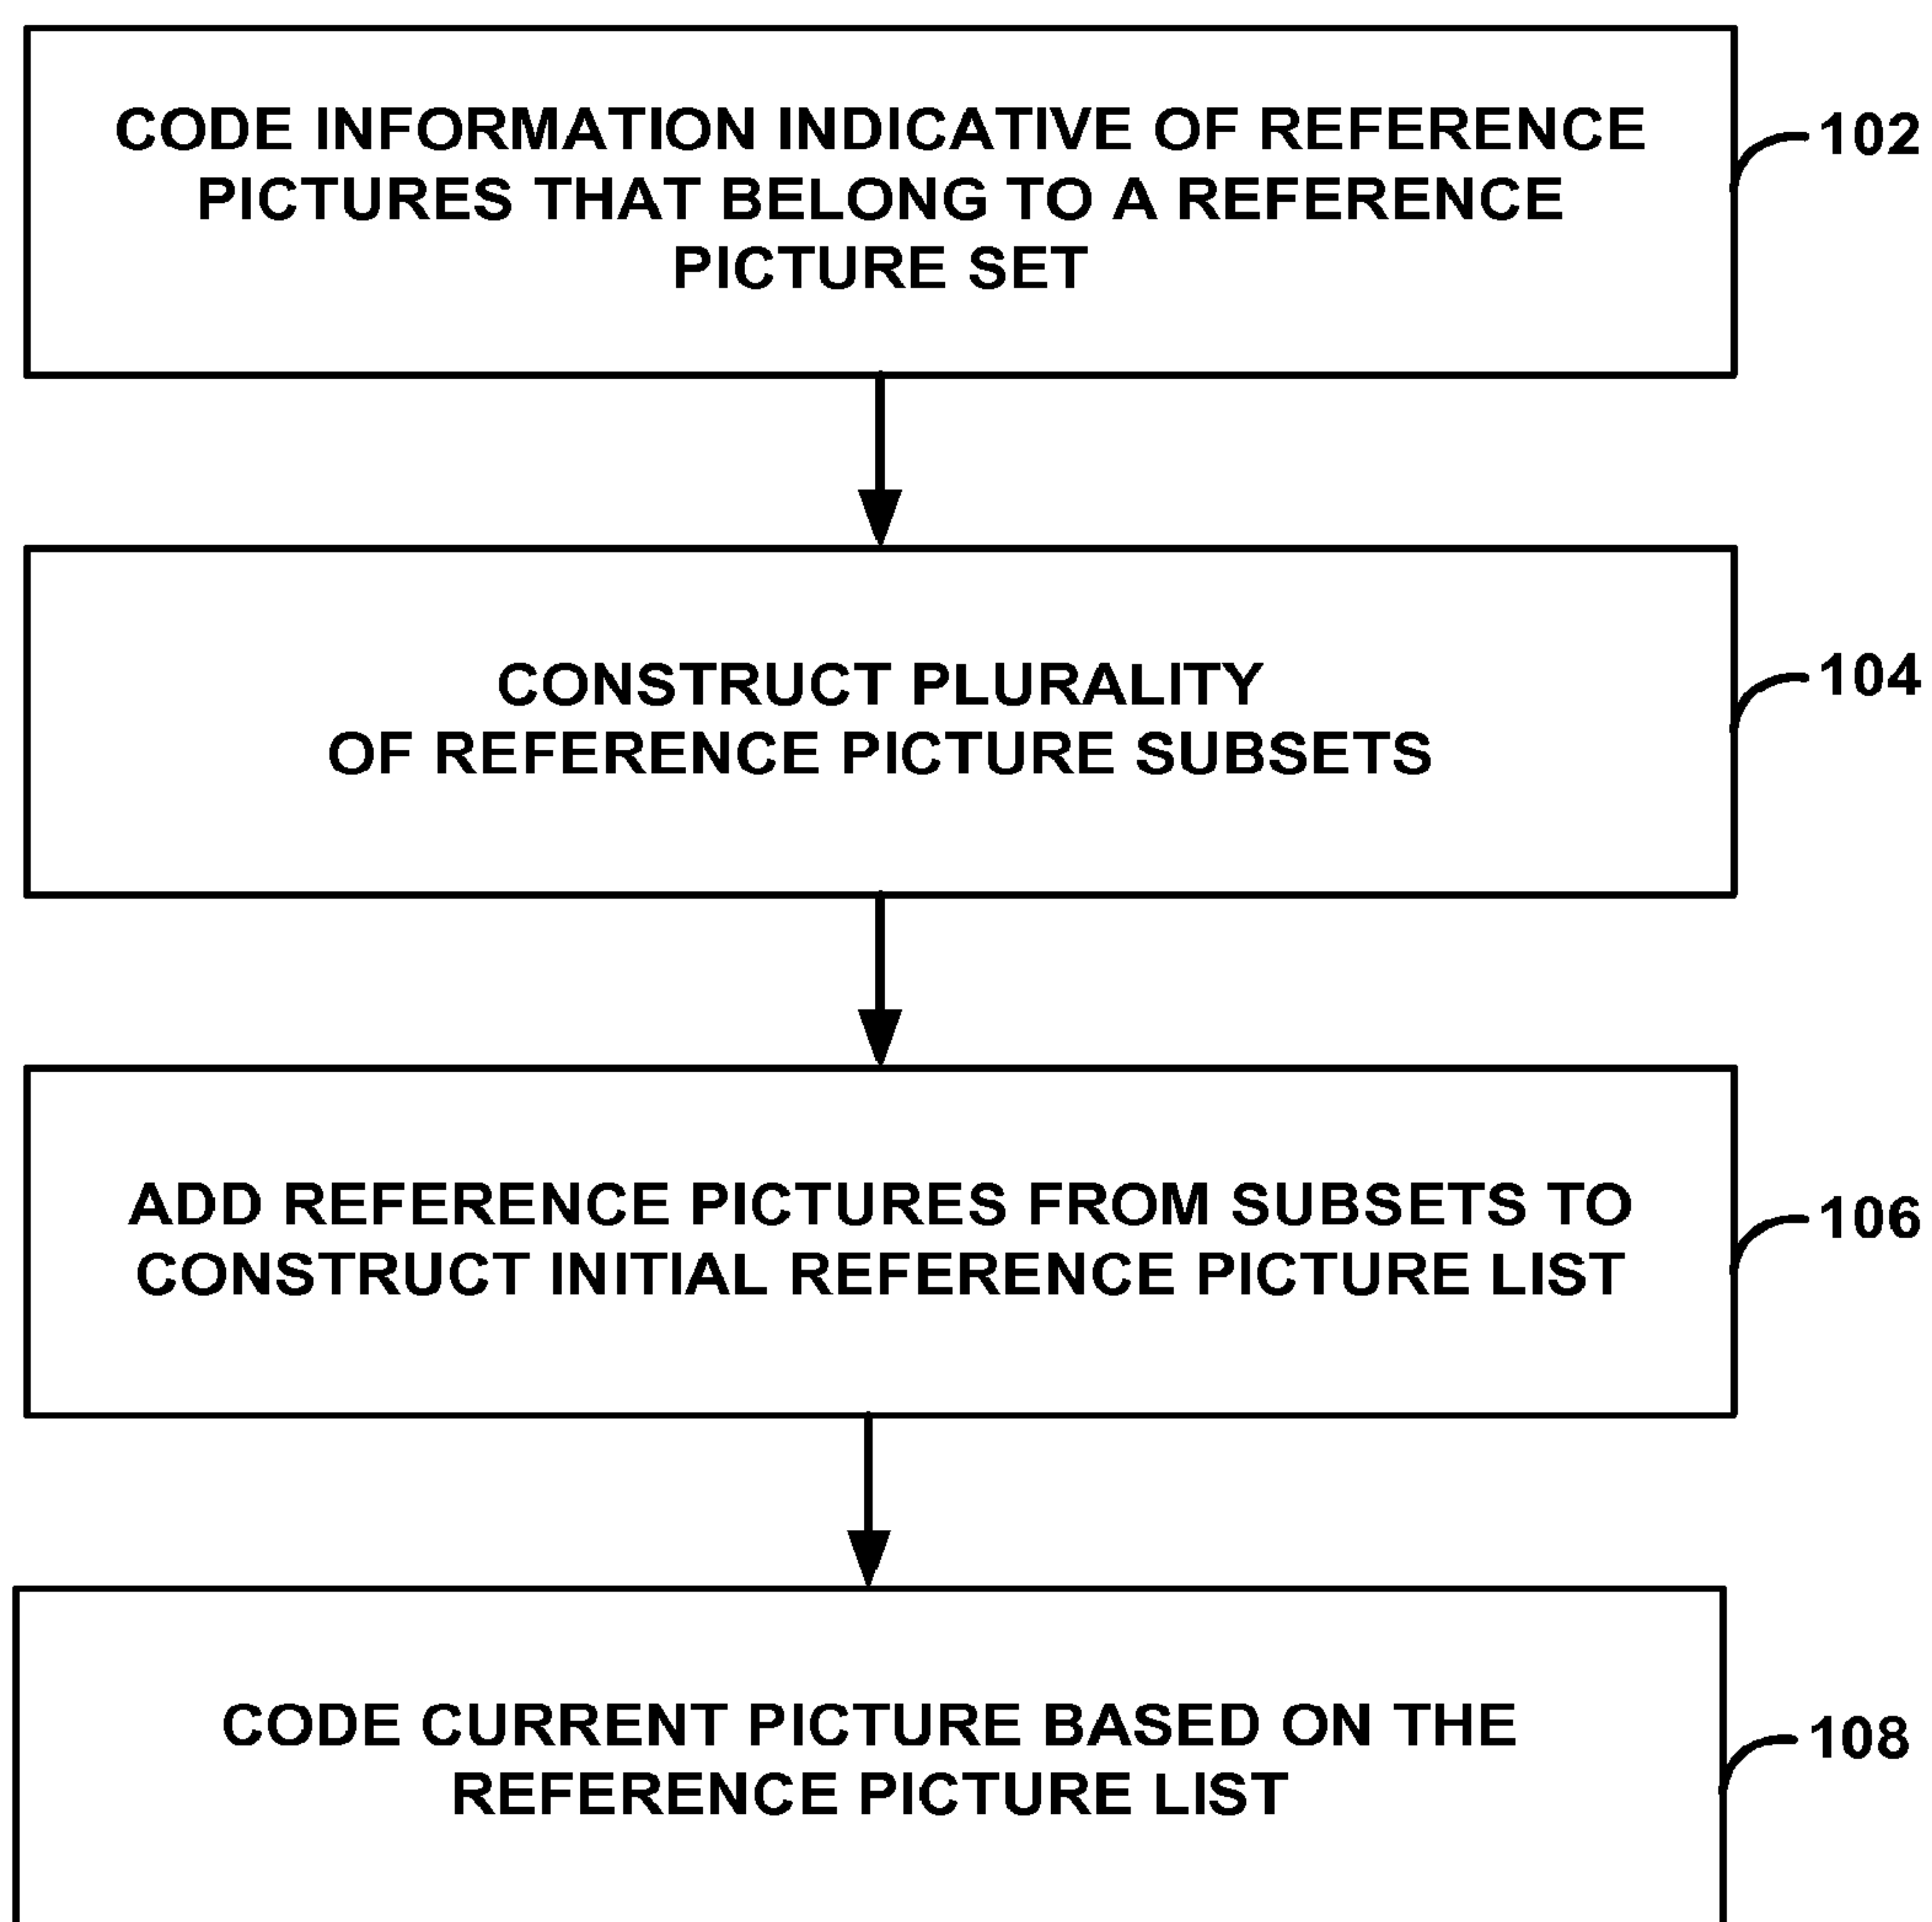 CODE INFORMATION INDICATIVE OF REFERENCE
PICTURES THAT BELONG TO A REFERENCE
PICTURE SET
102
CONSTRUCT PLURALITY
OF REFERENCE PICTURE SUBSETS
104
ADD REFERENCE PICTURES FROM SUBSETS TO
CONSTRUCT INITIAL REFERENCE PICTURE LIST
106
CODE CURRENT PICTURE BASED ON THE
REFERENCE PICTURE LIST
108